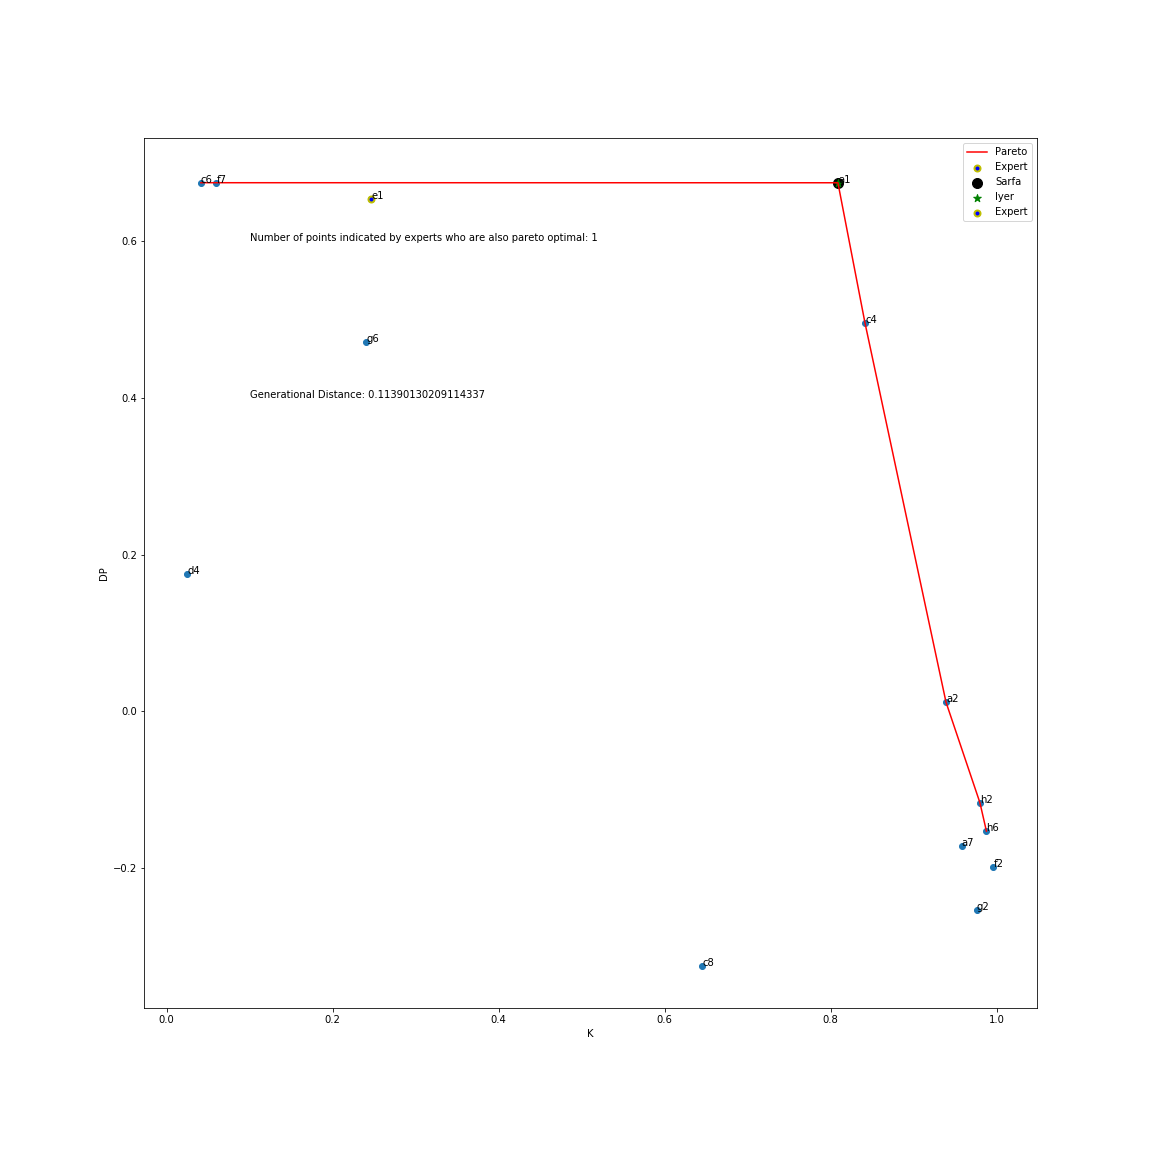 Pareto
Expert
Sarfa
Iyer
Expert
c6
f7
e1
Number of points indicated by experts who are also pareto optimal: 1
c4
g6
Generational Distance: 0.11390130209114337
d4
a2
h2
h6
a7
f2
g2
c8
0.6
0.4
0.2
0.0
−0.2
DP
0.0
0.2
0.4
0.6
0.8
1.0
K